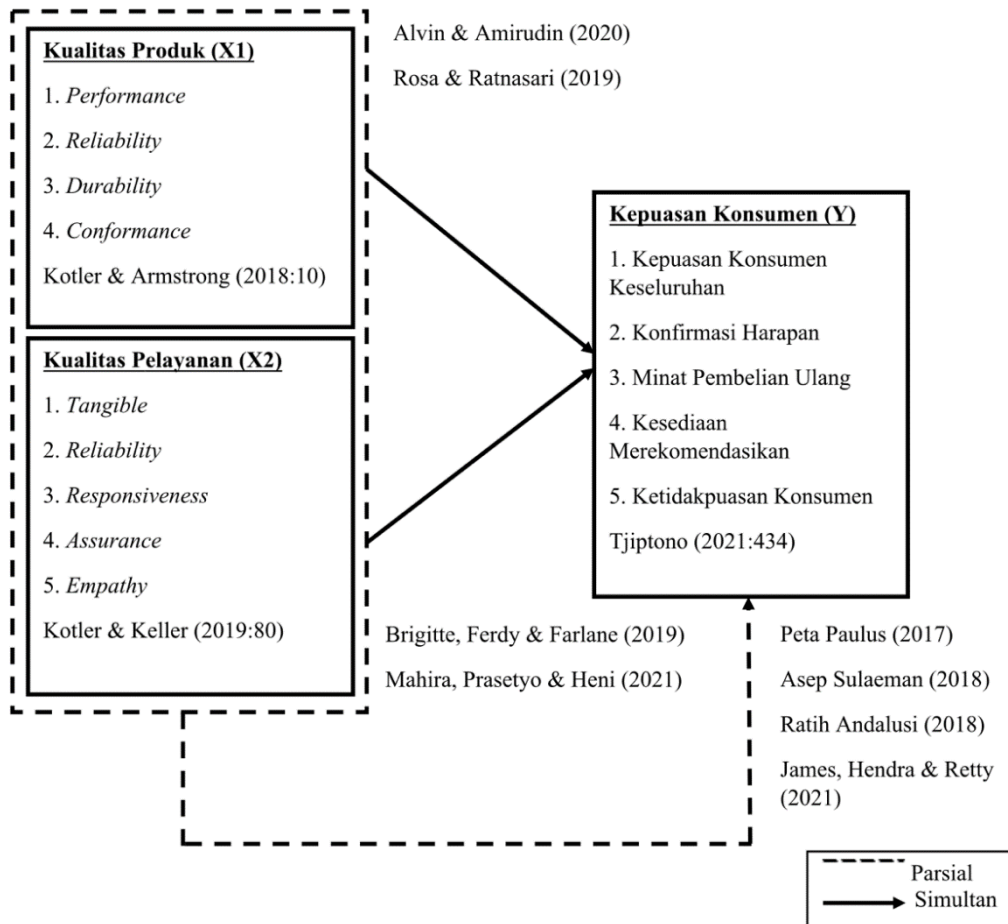 Kualitas Produk (X1)
1. Performance
2. Reliability
3. Durability
4. Conformance
Kotler & Armstrong (2018:10)
Kualitas Pelayanan (X2)
1. Tangible
2. Reliability
3. Responsiveness
4. Assurance
5. Empathy
Kotler & Keller (2019:80)
Alvin & Amirudin (2020)
Rosa & Ratnasari (2019)
Brigitte, Ferdy & Farlane (2019)
Mahira, Prasetyo & Heni (2021)
Kepuasan Konsumen (Y)
1. Kepuasan Konsumen
Keseluruhan
2. Konfirmasi Harapan
3. Minat Pembelian Ulang
4. Kesediaan
Merekomendasikan
5. Ketidakpuasan Konsumen
Tjiptono (2021:434)
Peta Paulus (2017)
Asep Sulaeman (2018)
Ratih Andalusi (2018)
James, Hendra & Retty
(2021)
Parsial
Simultan